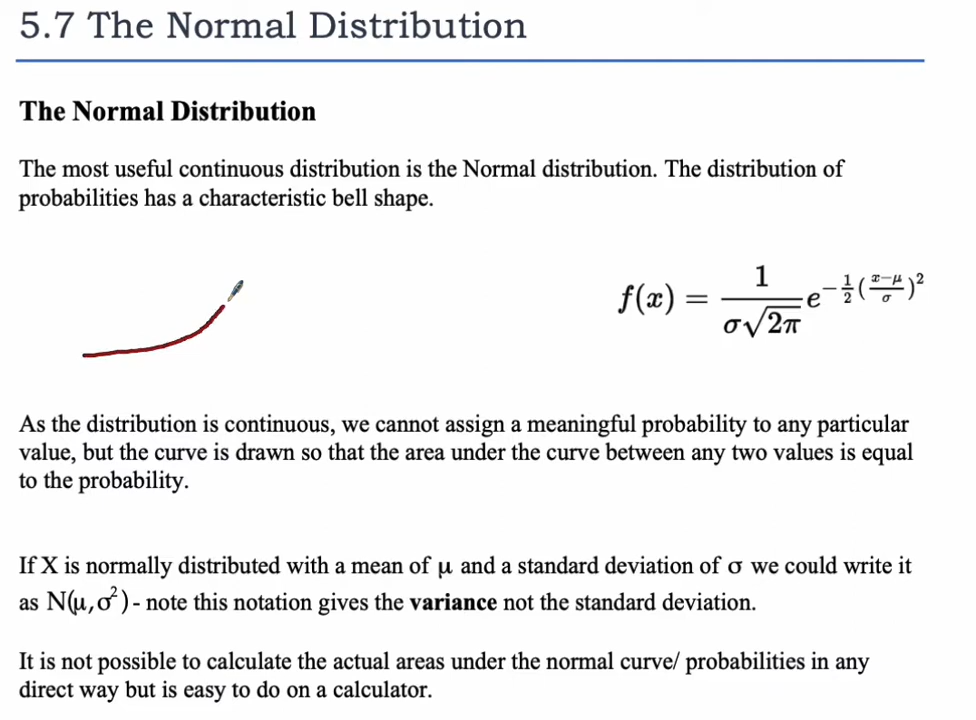 5.7 The Normal Distribution
The Normal Distribution
The most useful continuous distribution is the Normal distribution. The distribution of
probabilities has a characteristic bell shape.
f(x) = \frac{1}{σ\sqrt{2π}} e^{-\frac{1}{2}(\frac{x-μ}{σ})^2}
As the distribution is continuous, we cannot assign a meaningful probability to any particular
value, but the curve is drawn so that the area under the curve between any two values is equal
to the probability.
If X is normally distributed with a mean of μ and a standard deviation of σ we could write it
as N(μ,σ²) - note this notation gives the variance not the standard deviation.
It is not possible to calculate the actual areas under the normal curve/ probabilities in any
direct way but is easy to do on a calculator.